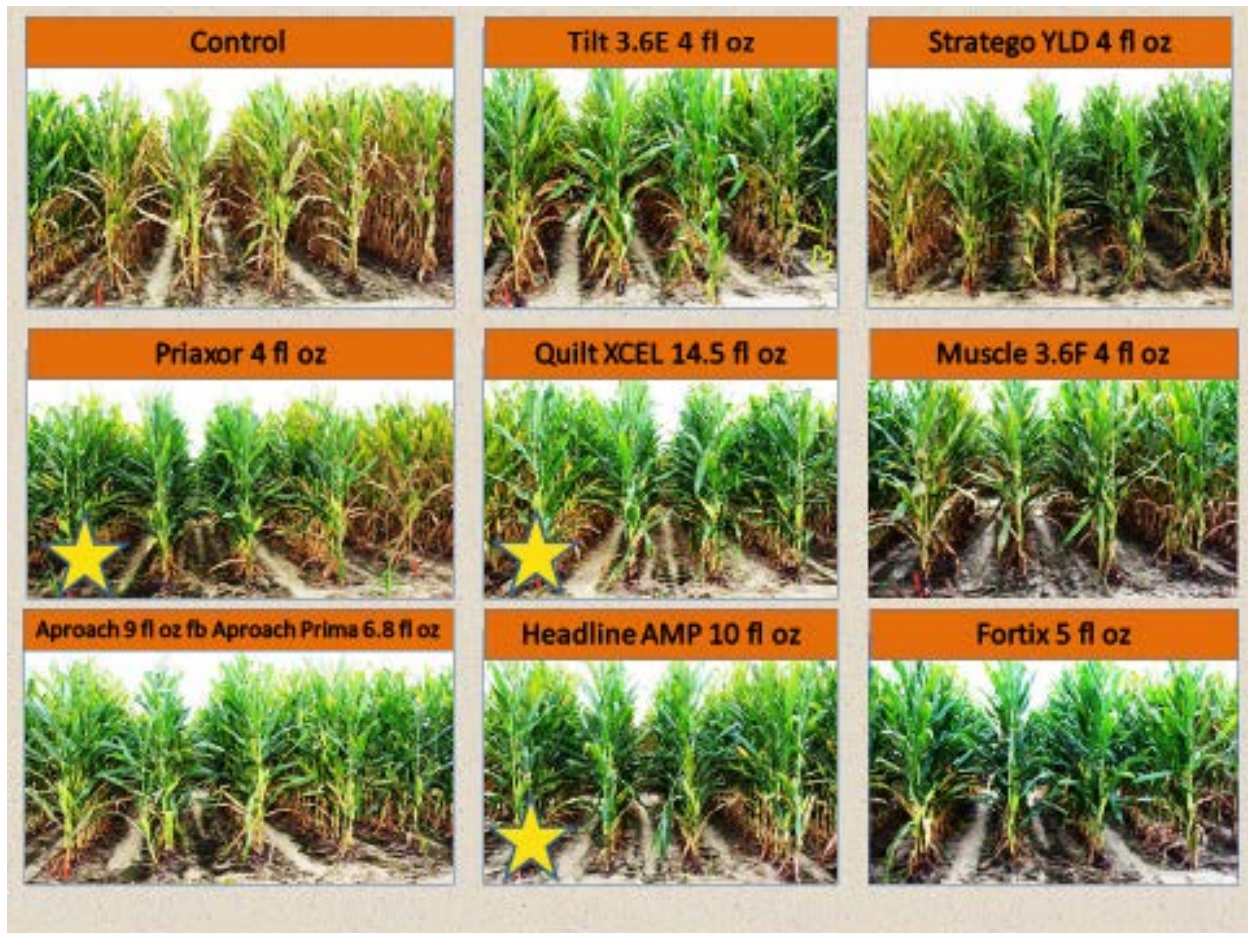 Control
Tilt 3.6E 4 fl oz
Stratego YLD 4 fl oz
Priaxor 4 fl oz
Quilt XCEL 14.5 fl oz
Muscle 3.6F 4 fl oz
Aproach 9 fl oz fb Aproach Prima 6.8 fl oz
Headline AMP 10 fl oz
Fortix 5 fl oz